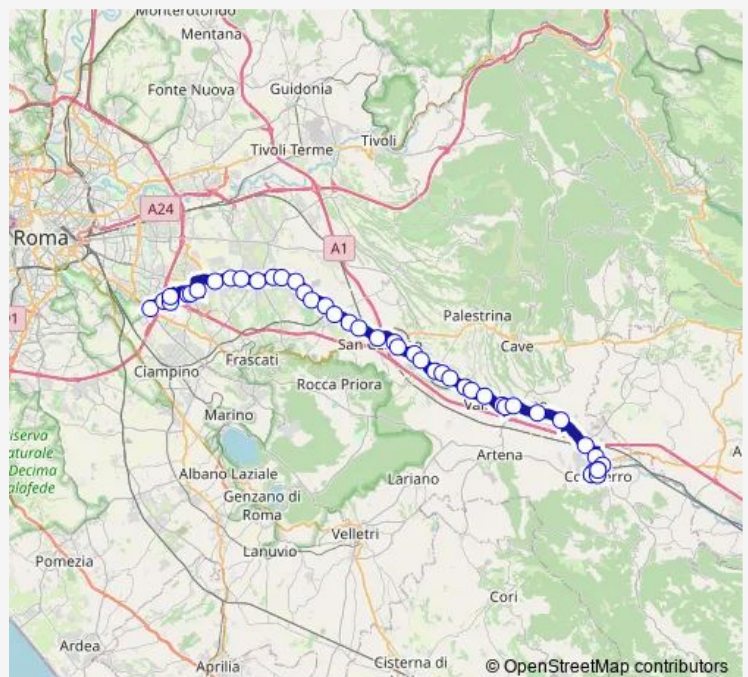 Monterotondo
Mentana
Fonte Nuova
Guidonia
Tivoli Terme
Tivoli
A24
Roma
A1
Palestrina
Cave
Frascati
Ciampino
Rocca Priora
Marino
Artena
Albano Laziale
Lariano
Genzano di
Roma
Velletri
Lanuvio
Pomezia
Cori
Ardea
Aprilia
Cisterna di
© OpenStreetMap contributors